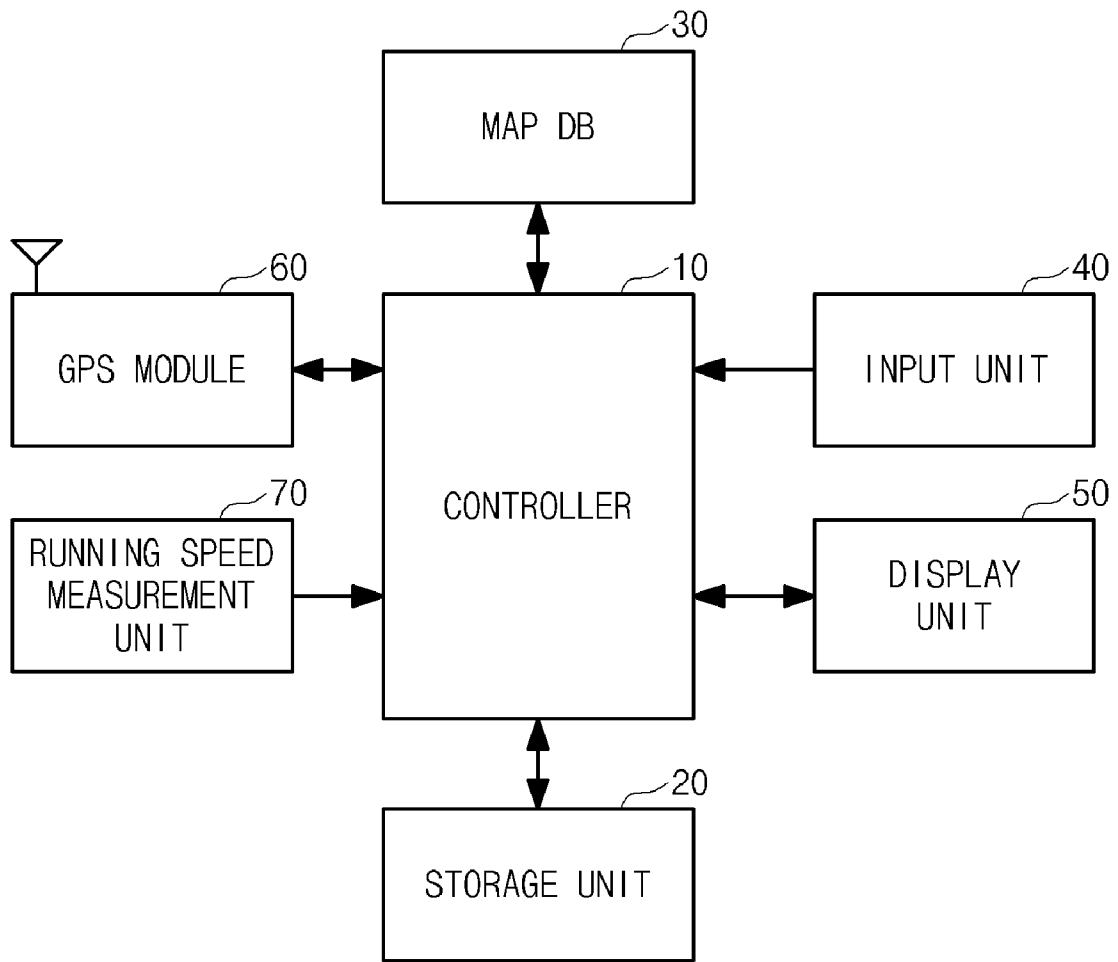 30
MAP DB
60
GPS MODULE
10
CONTROLLER
40
INPUT UNIT
70
RUNNING SPEED
MEASUREMENT
UNIT
50
DISPLAY
UNIT
20
STORAGE UNIT